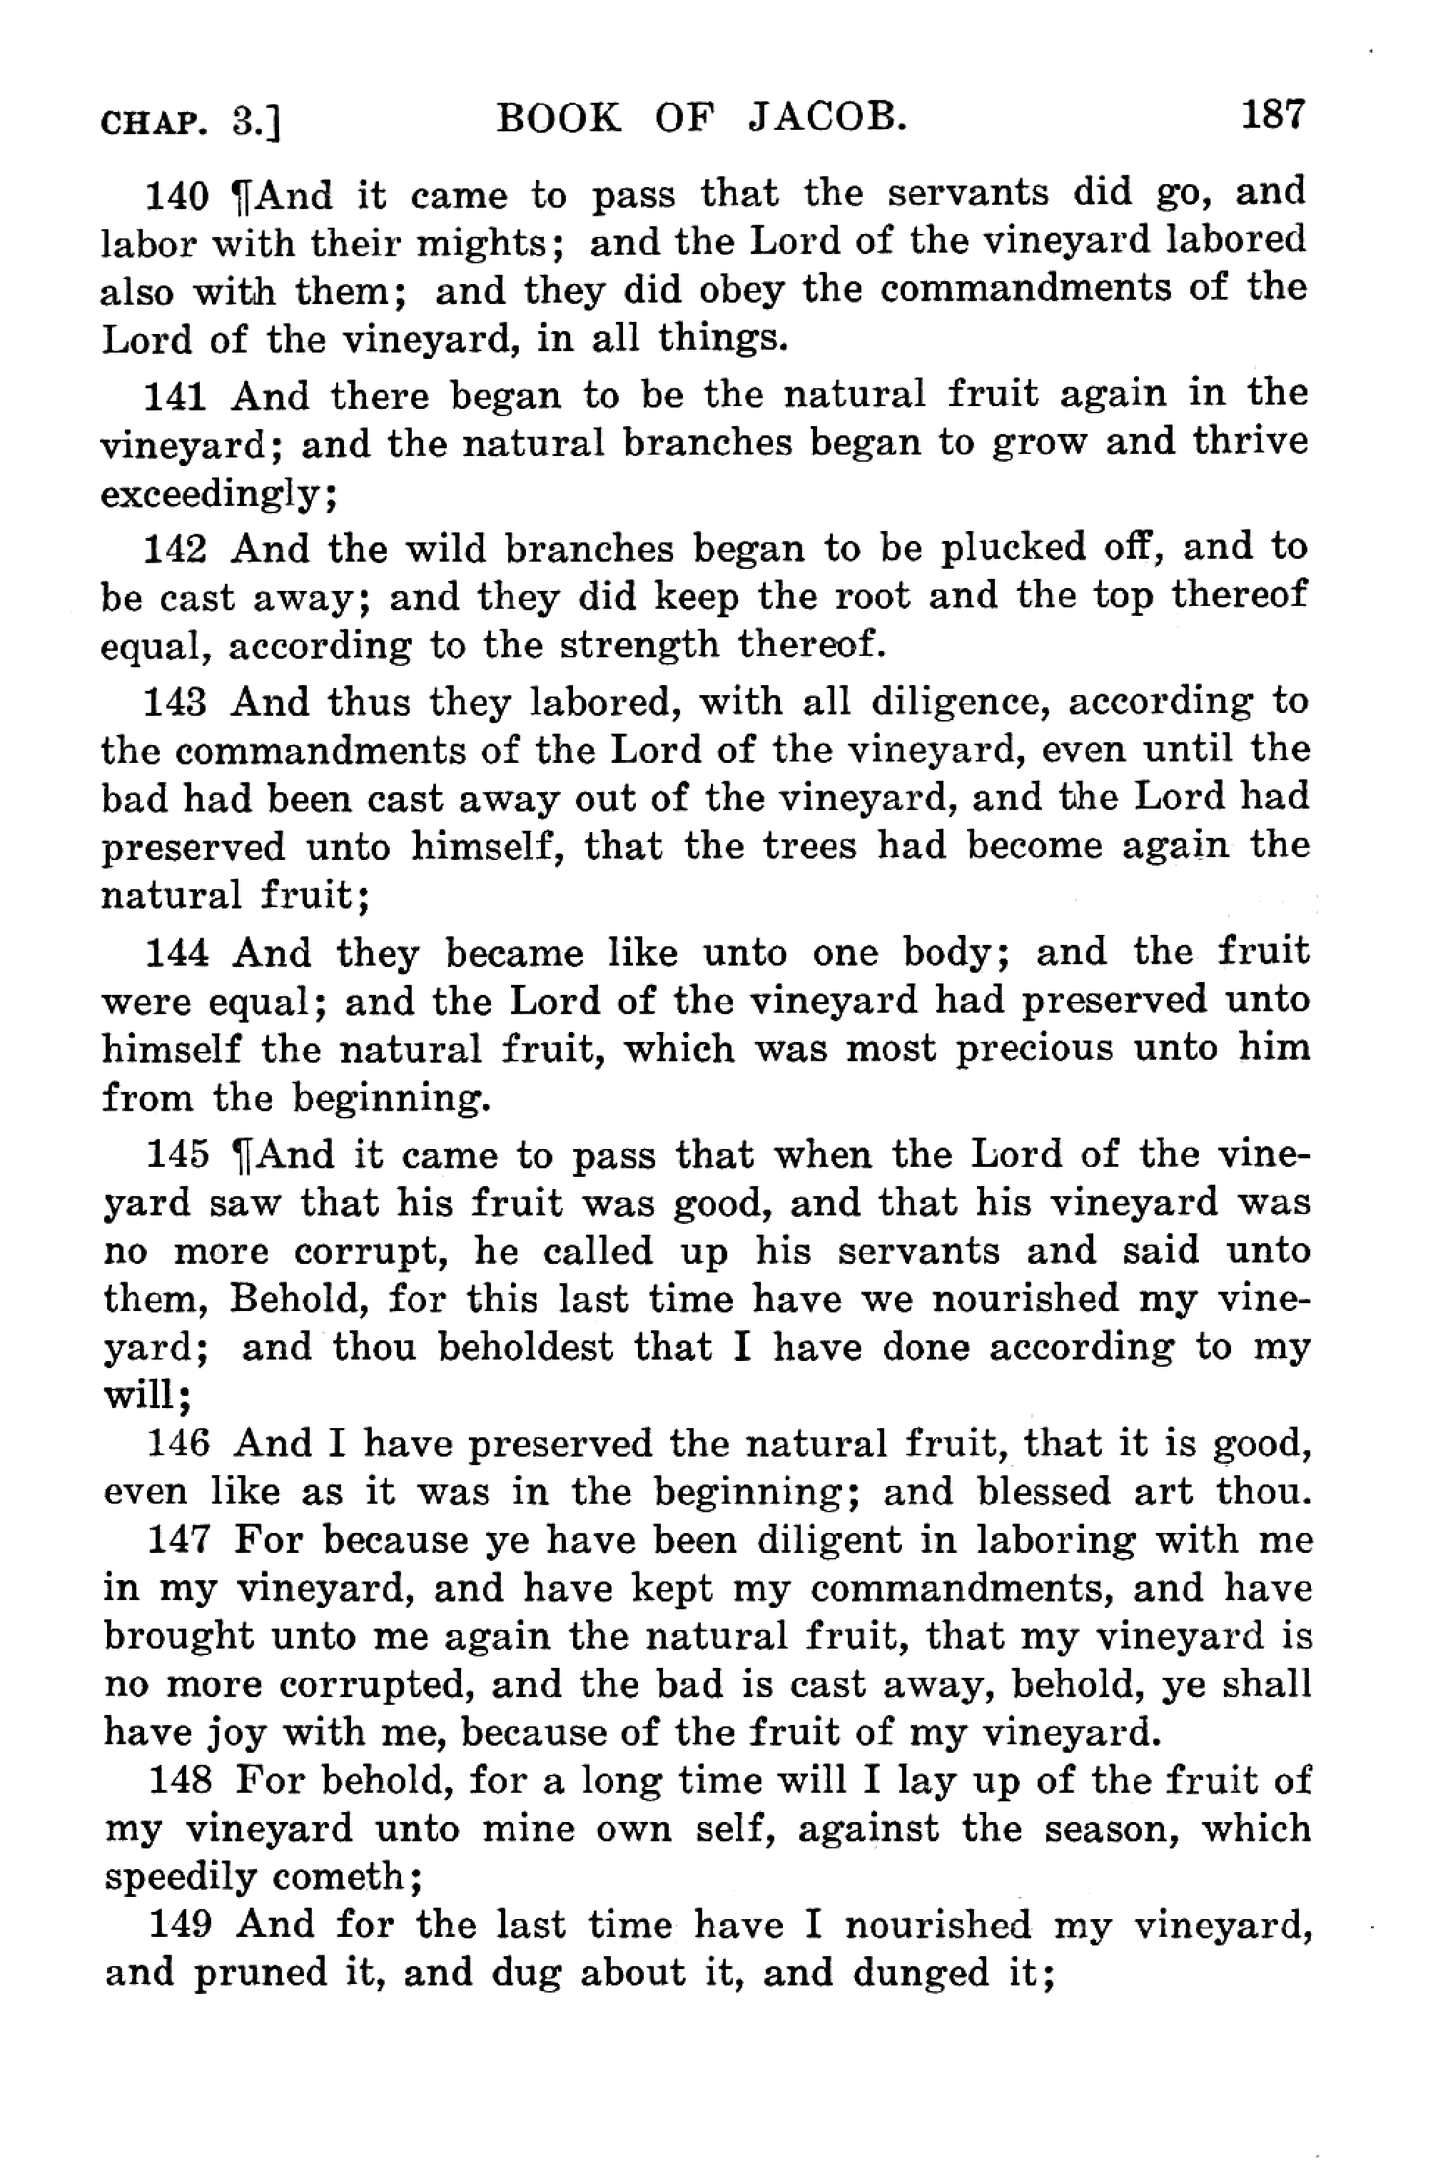 CHAP. 3.] BOOK OF JACOB. 187
140 ¶And it came to pass that the servants did go, and
labor with their mights; and the Lord of the vineyard labored
also with them; and they did obey the commandments of the
Lord of the vineyard, in all things.
141 And there began to be the natural fruit again in the
vineyard; and the natural branches began to grow and thrive
exceedingly;
142 And the wild branches began to be plucked off, and to
be cast away; and they did keep the root and the top thereof
equal, according to the strength thereof.
143 And thus they labored, with all diligence, according to
the commandments of the Lord of the vineyard, even until the
bad had been cast away out of the vineyard, and the Lord had
preserved unto himself, that the trees had become again the
natural fruit;
144 And they became like unto one body; and the fruit
were equal; and the Lord of the vineyard had preserved unto
himself the natural fruit, which was most precious unto him
from the beginning.
145 ¶And it came to pass that when the Lord of the vine-
yard saw that his fruit was good, and that his vineyard was
no more corrupt, he called up his servants and said unto
them, Behold, for this last time have we nourished my vine-
yard; and thou beholdest that I have done according to my
will;
146 And I have preserved the natural fruit, that it is good,
even like as it was in the beginning; and blessed art thou.
147 For because ye have been diligent in laboring with me
in my vineyard, and have kept my commandments, and have
brought unto me again the natural fruit, that my vineyard is
no more corrupted, and the bad is cast away, behold, ye shall
have joy with me, because of the fruit of my vineyard.
148 For behold, for a long time will I lay up of the fruit of
my vineyard unto mine own self, against the season, which
speedily cometh;
149 And for the last time have I nourished my vineyard,
and pruned it, and dug about it, and dunged it;